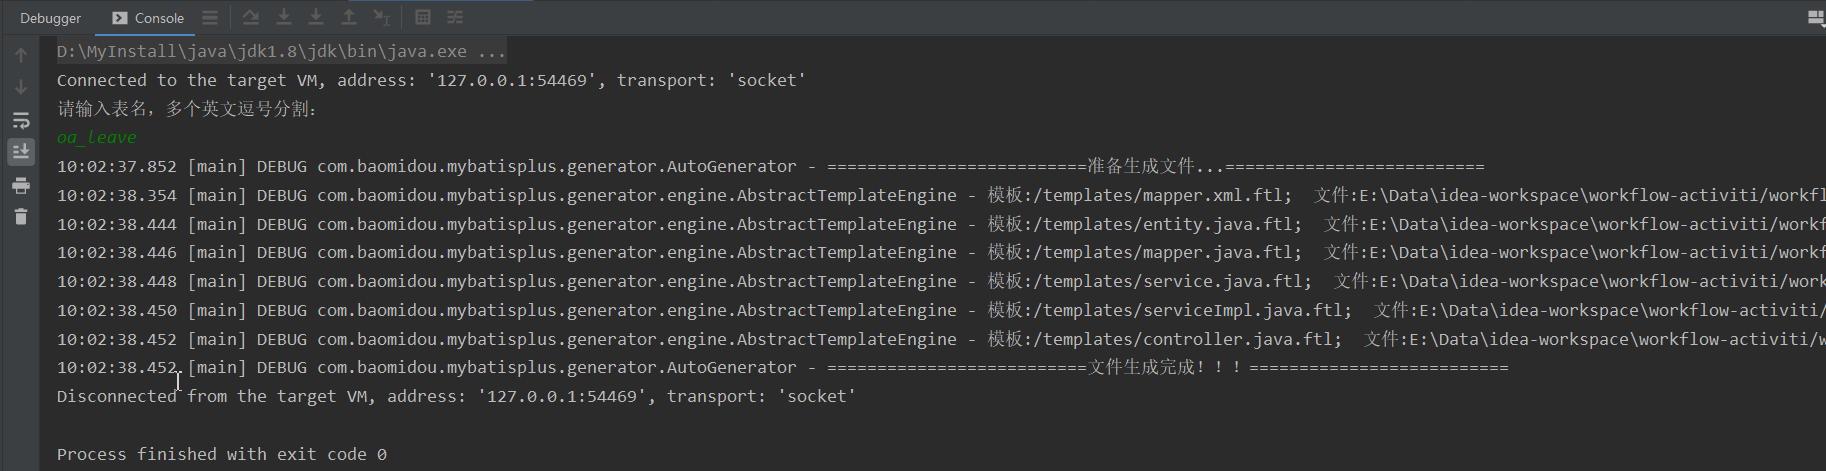 Debugger Console
D:\MyInstall\java\jdk1.8\jdk\bin\java.exe ...
Connected to the target VM, address: '127.0.0.1:54469', transport: 'socket'
请输入表名，多个英文逗号分割：
oa_leave
10:02:37.852 [main] DEBUG com.baomidou.mybatisplus.generator.AutoGenerator - ==========================准备生成文件...==========================
10:02:38.354 [main] DEBUG com.baomidou.mybatisplus.generator.engine.AbstractTemplateEngine - 模板:/templates/mapper.xml.ftl;  文件:E:\Data\idea-workspace\workflow-activiti/workfl
10:02:38.444 [main] DEBUG com.baomidou.mybatisplus.generator.engine.AbstractTemplateEngine - 模板:/templates/entity.java.ftl;  文件:E:\Data\idea-workspace\workflow-activiti/workf
10:02:38.446 [main] DEBUG com.baomidou.mybatisplus.generator.engine.AbstractTemplateEngine - 模板:/templates/mapper.java.ftl;  文件:E:\Data\idea-workspace\workflow-activiti/workf
10:02:38.448 [main] DEBUG com.baomidou.mybatisplus.generator.engine.AbstractTemplateEngine - 模板:/templates/service.java.ftl;  文件:E:\Data\idea-workspace\workflow-activiti/work
10:02:38.450 [main] DEBUG com.baomidou.mybatisplus.generator.engine.AbstractTemplateEngine - 模板:/templates/serviceImpl.java.ftl;  文件:E:\Data\idea-workspace\workflow-activiti/
10:02:38.452 [main] DEBUG com.baomidou.mybatisplus.generator.engine.AbstractTemplateEngine - 模板:/templates/controller.java.ftl;  文件:E:\Data\idea-workspace\workflow-activiti/w
10:02:38.452 [main] DEBUG com.baomidou.mybatisplus.generator.AutoGenerator - ==========================文件生成完成！！！==========================
Disconnected from the target VM, address: '127.0.0.1:54469', transport: 'socket'
Process finished with exit code 0